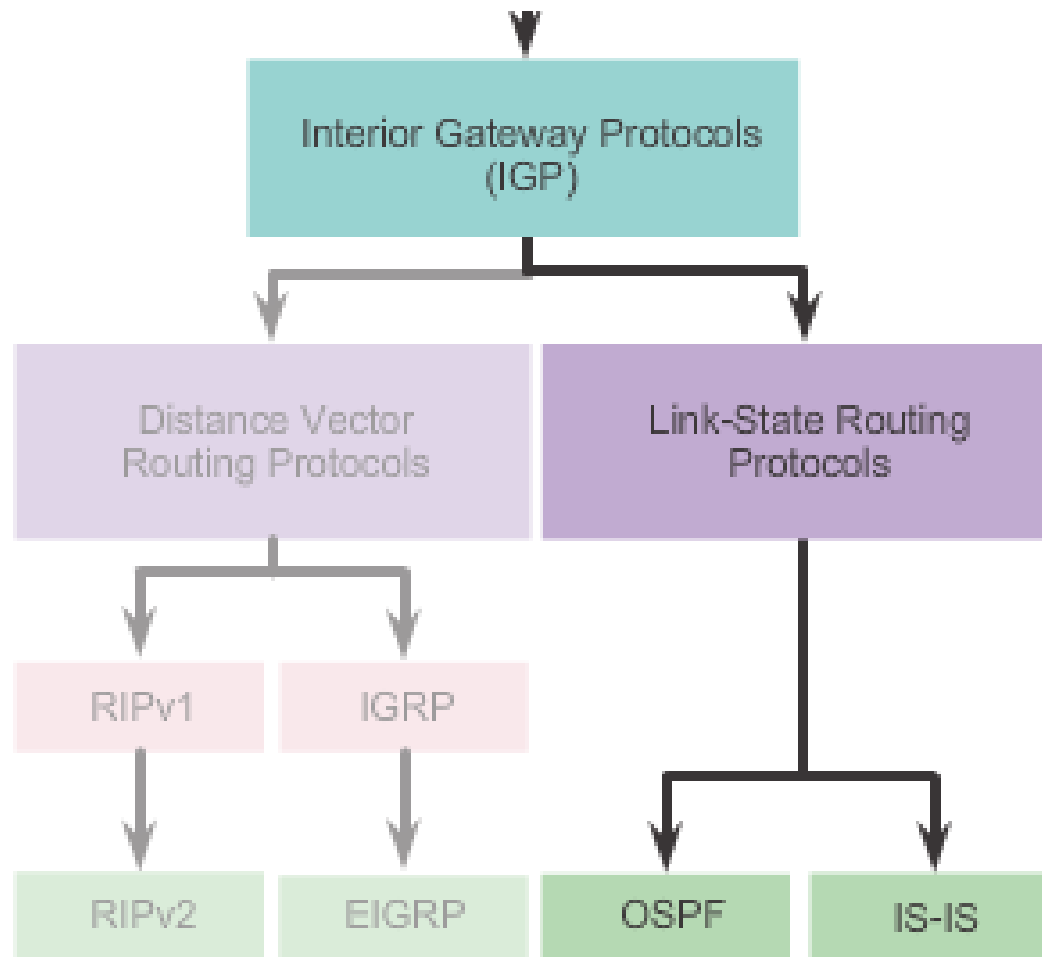 Interior Gateway Protocols
(IGP)
Distance Vector
Routing Protocols
Link-State Routing
Protocols
RIPv1
IGRP
RIPv2
EIGRP
OSPF
IS-IS